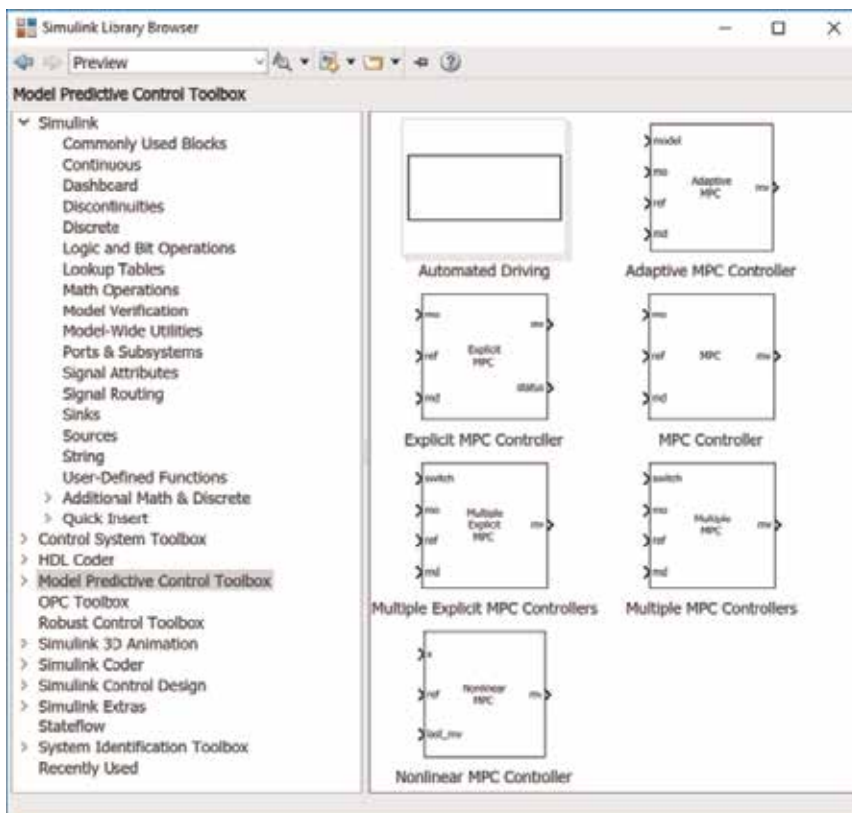 Simulink Library Browser
Preview
Model Predictive Control Toolbox
Simulink
Commonly Used Blocks
Continuous
Dashboard
Discontinuities
Discrete
Logic and Bit Operations
Lookup Tables
Math Operations
Model Verification
Model-Wide Utilities
Ports & Subsystems
Signal Attributes
Signal Routing
Sinks
Sources
String
User-Defined Functions
Additional Math & Discrete
Quick Insert
Control System Toolbox
HDL Coder
Model Predictive Control Toolbox
OPC Toolbox
Robust Control Toolbox
Simulink 3D Animation
Simulink Coder
Simulink Control Design
Simulink Extras
Stateflow
System Identification Toolbox
Recently Used
Automated Driving
model
mo
ref
md
Adaptive
MPC
mv
Adaptive MPC Controller
mo
ref
md
Explicit
MPC
mv
status
Explicit MPC Controller
mo
ref
md
MPC
mv
MPC Controller
switch
mo
ref
md
Multiple
Explicit
MPC
mv
Multiple Explicit MPC Controllers
switch
mo
ref
md
Multiple
MPC
mv
Multiple MPC Controllers
x
ref
last_mv
Nonlinear
MPC
mv
Nonlinear MPC Controller